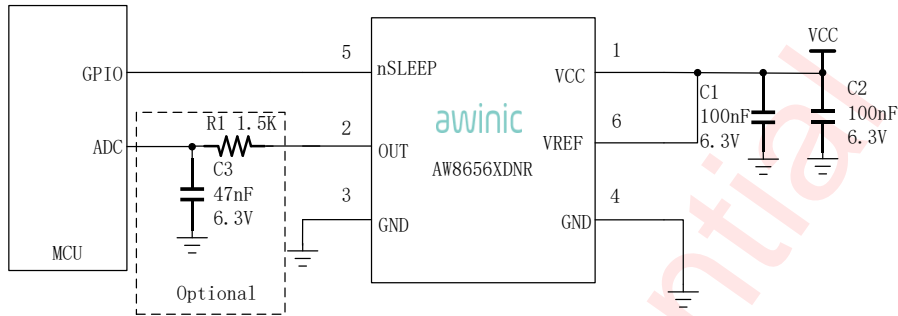 VCC
5
1
GPIO
nSLEEP
VCC
C1
100nF
6.3V
C2
100nF
6.3V
R1 1.5K
2
awinic
6
ADC
OUT
VREF
AW8656XDNR
C3
47nF
6.3V
3
4
GND
GND
MCU
Optional
ntial